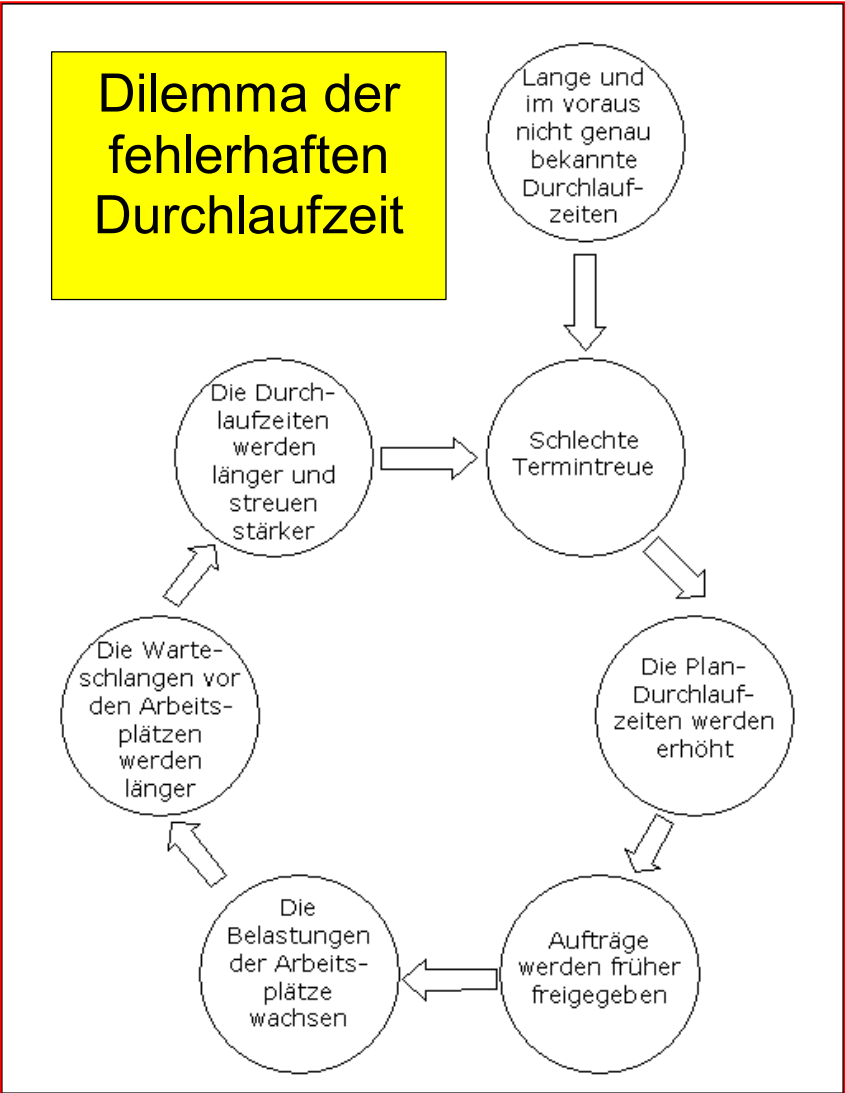 Dilemma der
fehlerhaften
Durchlaufzeit
Lange und
im voraus
nicht genau
bekannte
Durchlauf-
zeiten
Schlechte
Termintreue
Die Plan-
Durchlauf-
zeiten werden
erhöht
Aufträge
werden früher
freigegeben
Die
Belastungen
der Arbeits-
plätze
wachsen
Die Warte-
schlangen vor
den Arbeits-
plätzen
werden
länger
Die Durch-
laufzeiten
werden
länger und
streuen
stärker